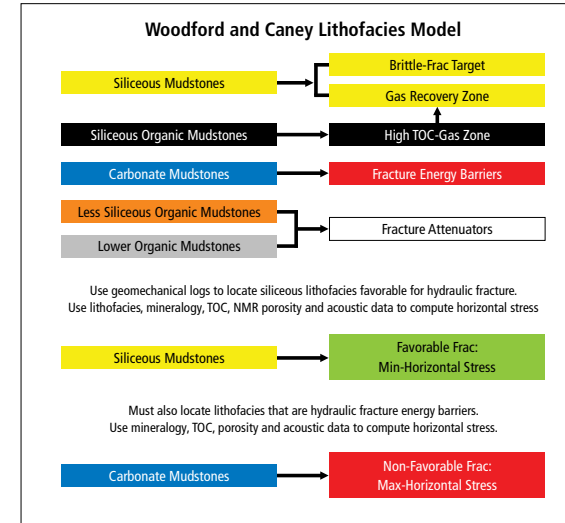 Woodford and Caney Lithofacies Model
Siliceous Mudstones
Brittle-Frac Target
Gas Recovery Zone
Siliceous Organic Mudstones
High TOC-Gas Zone
Carbonate Mudstones
Fracture Energy Barriers
Less Siliceous Organic Mudstones
Lower Organic Mudstones
Fracture Attenuators
Use geomechanical logs to locate siliceous lithofacies favorable for hydraulic fracture.
Use lithofacies, mineralogy, TOC, NMR porosity and acoustic data to compute horizontal stress
Siliceous Mudstones
Favorable Frac:
Min-Horizontal Stress
Must also locate lithofacies that are hydraulic fracture energy barriers.
Use mineralogy, TOC, porosity and acoustic data to compute horizontal stress.
Carbonate Mudstones
Non-Favorable Frac:
Max-Horizontal Stress